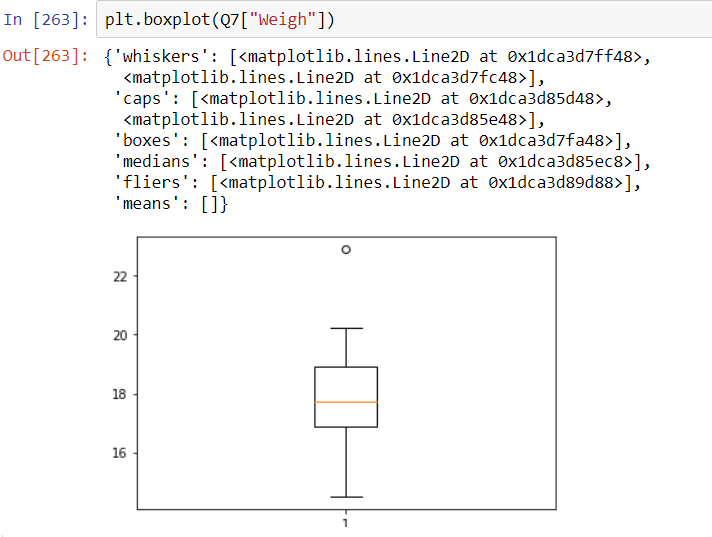 In [263]: plt.boxplot(Q7["Weigh"])
Out[263]: {'whiskers': [<matplotlib.lines.Line2D at 0x1dca3d7ff48>,
<matplotlib.lines.Line2D at 0x1dca3d7fc48>],
'caps': [<matplotlib.lines.Line2D at 0x1dca3d85d48>,
<matplotlib.lines.Line2D at 0x1dca3d85e48>],
'boxes': [<matplotlib.lines.Line2D at 0x1dca3d7fa48>],
'medians': [<matplotlib.lines.Line2D at 0x1dca3d85ec8>],
'fliers': [<matplotlib.lines.Line2D at 0x1dca3d89d88>],
'means': []}
22
20
18
16
1